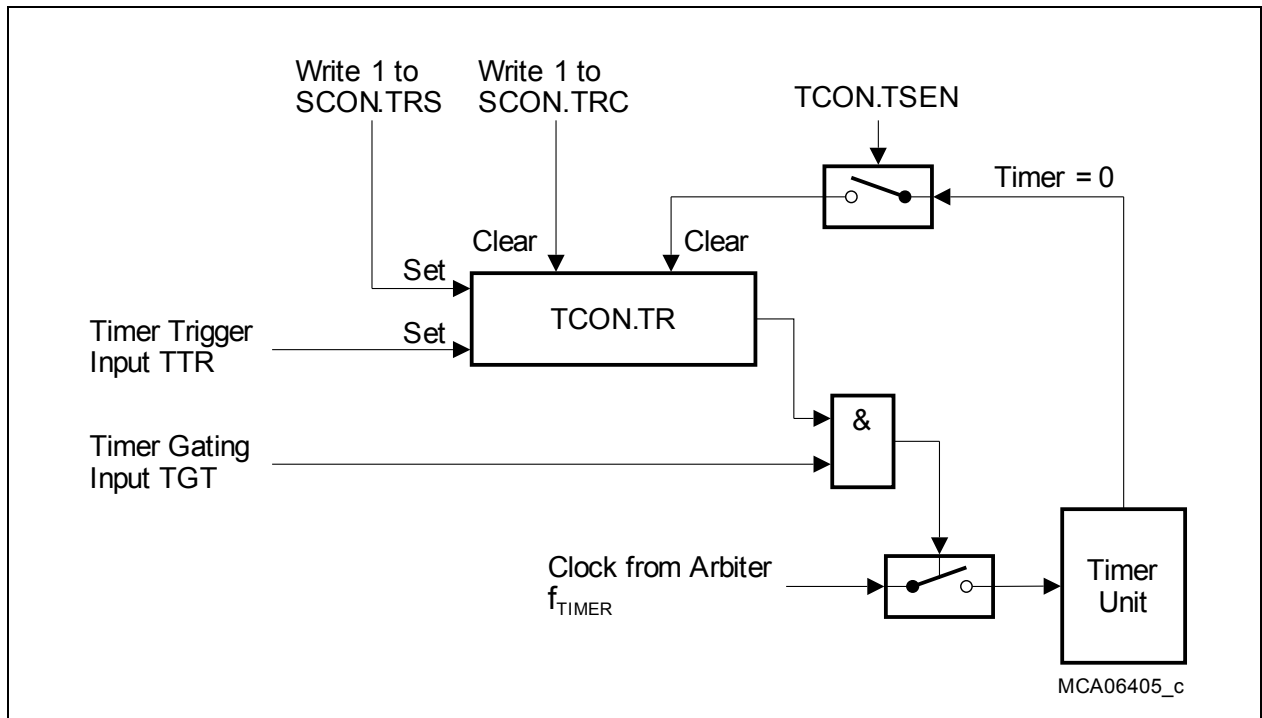 Write 1 to
SCON.TRS
Write 1 to
SCON.TRC
TCON.TSEN
Timer = 0
Clear
Clear
Set
Set
TCON.TR
Timer Trigger
Input TTR
&
Timer Gating
Input TGT
Clock from Arbiter
fTIMER
Timer
Unit
MCA06405_c